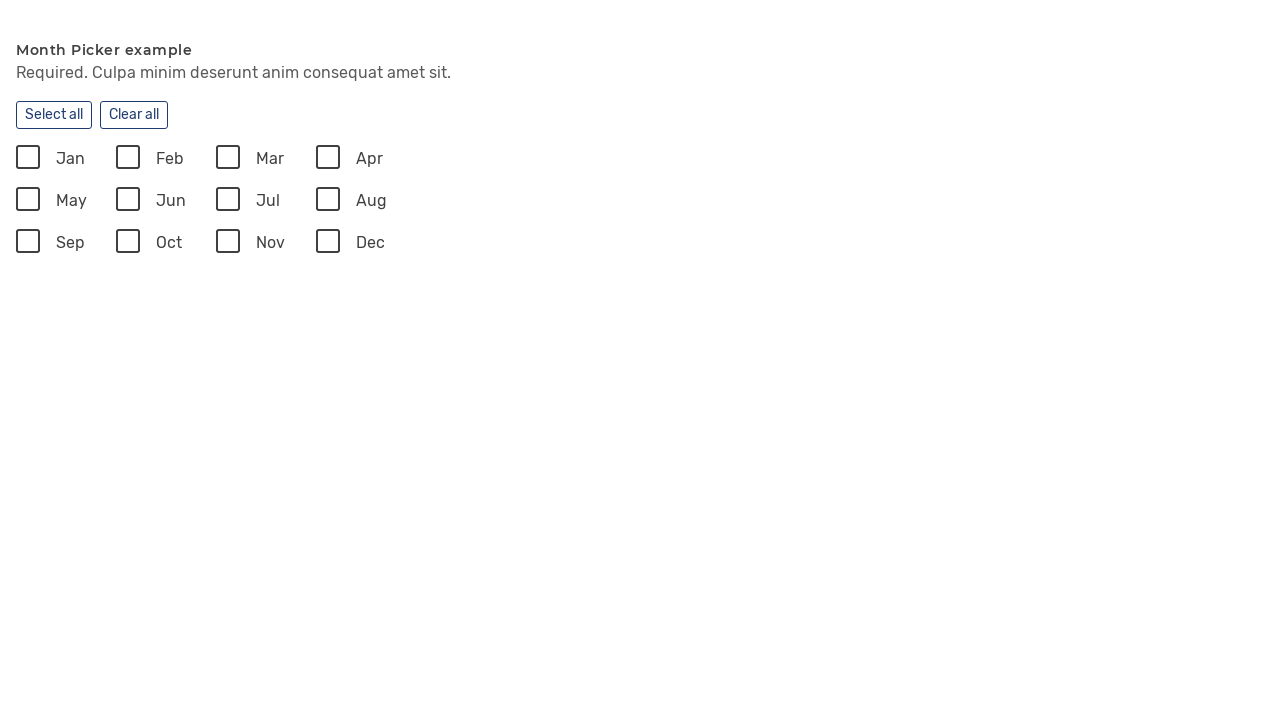 Month Picker example
Required. Culpa minim deserunt anim consequat amet sit.
Select all Clear all
Jan Feb Mar Apr
May Jun Jul Aug
Sep Oct Nov Dec